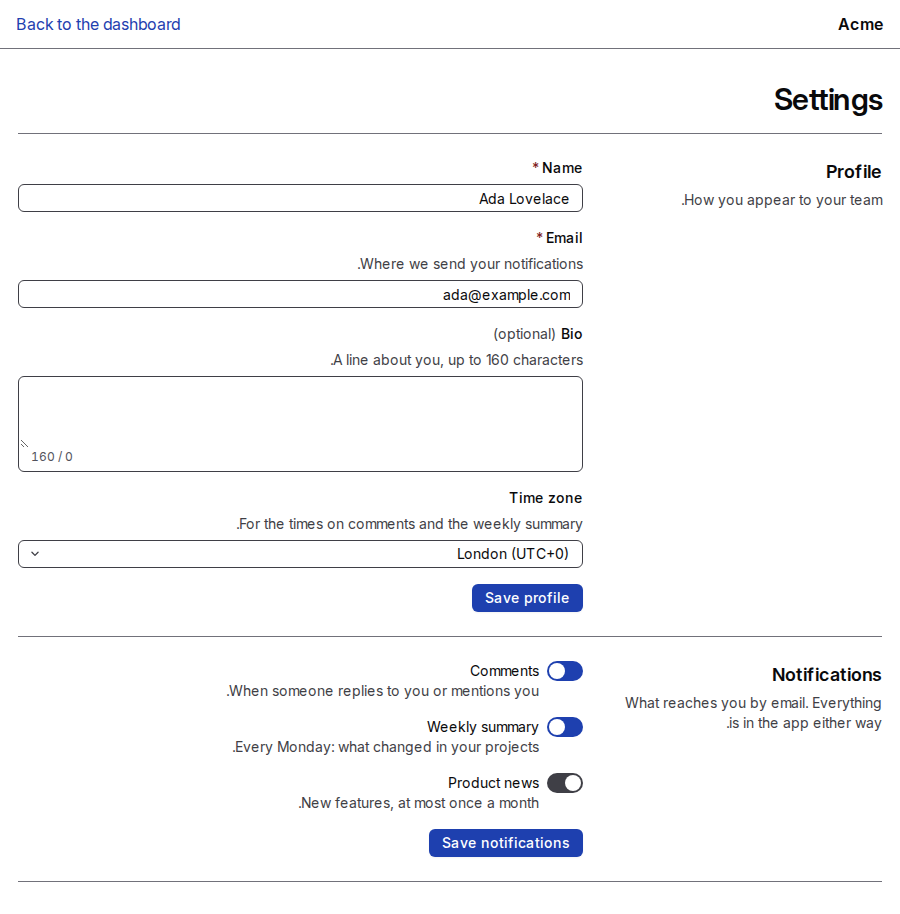 Acme
Back to the dashboard
Settings
Profile
.How you appear to your team
* Name
Ada Lovelace
* Email
.Where we send your notifications
ada@example.com
(optional) Bio
.A line about you, up to 160 characters
160 / 0
Time zone
.For the times on comments and the weekly summary
London (UTC+0)
Save profile
Notifications
What reaches you by email. Everything
.is in the app either way
Comments
.When someone replies to you or mentions you
Weekly summary
.Every Monday: what changed in your projects
Product news
.New features, at most once a month
Save notifications